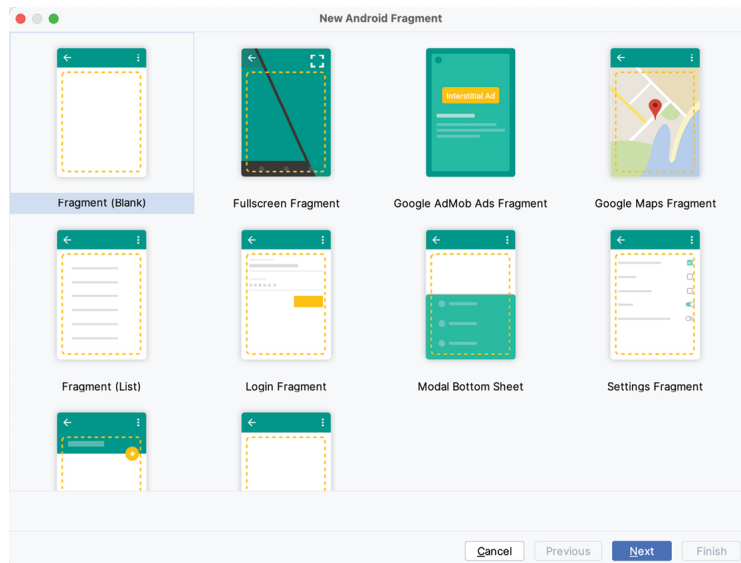 New Android Fragment
Interstitial Ad
Fragment (Blank)
Fullscreen Fragment
Google AdMob Ads Fragment
Google Maps Fragment
Fragment (List)
Login Fragment
Modal Bottom Sheet
Settings Fragment
Cancel
Previous
Next
Finish